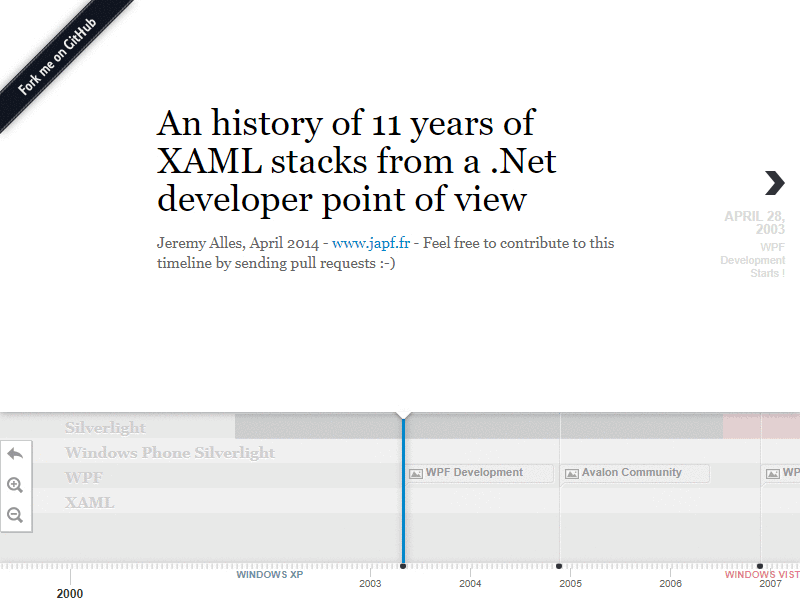 Fork me on GitHub
An history of 11 years of
XAML stacks from a .Net
developer point of view
Jeremy Alles, April 2014 - www.japf.fr - Feel free to contribute to this
timeline by sending pull requests :-)
APRIL 28,
2003
WPF
Development
Starts !
Silverlight
Windows Phone Silverlight
WPF
XAML
WPF Development
Avalon Community
WP
WINDOWS XP
WINDOWS VIST
2003
2004
2005
2006
2007
2000